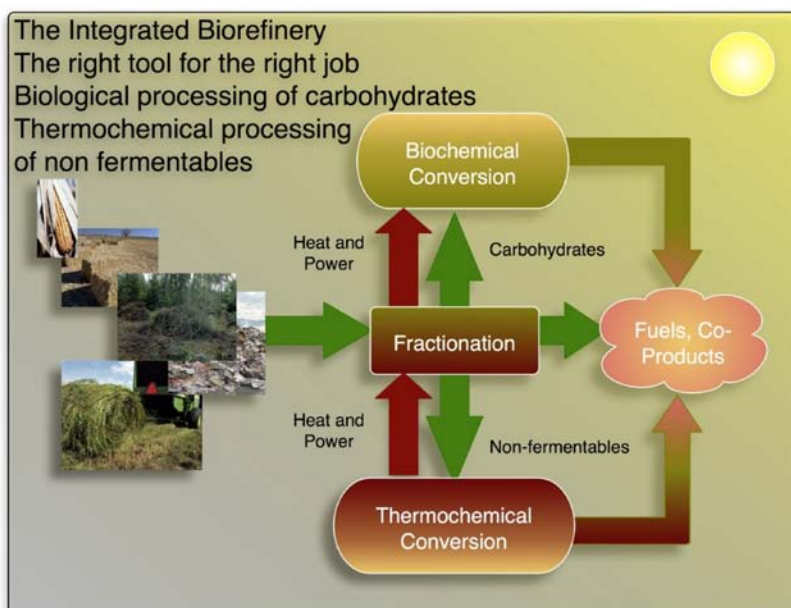 The Integrated Biorefinery
The right tool for the right job
Biological processing of carbohydrates
Thermochemical processing
of non fermentables
Biochemical
Conversion
Heat and
Power
Carbohydrates
Fractionation
Fuels, Co-
Products
Heat and
Power
Non-fermentables
Thermochemical
Conversion